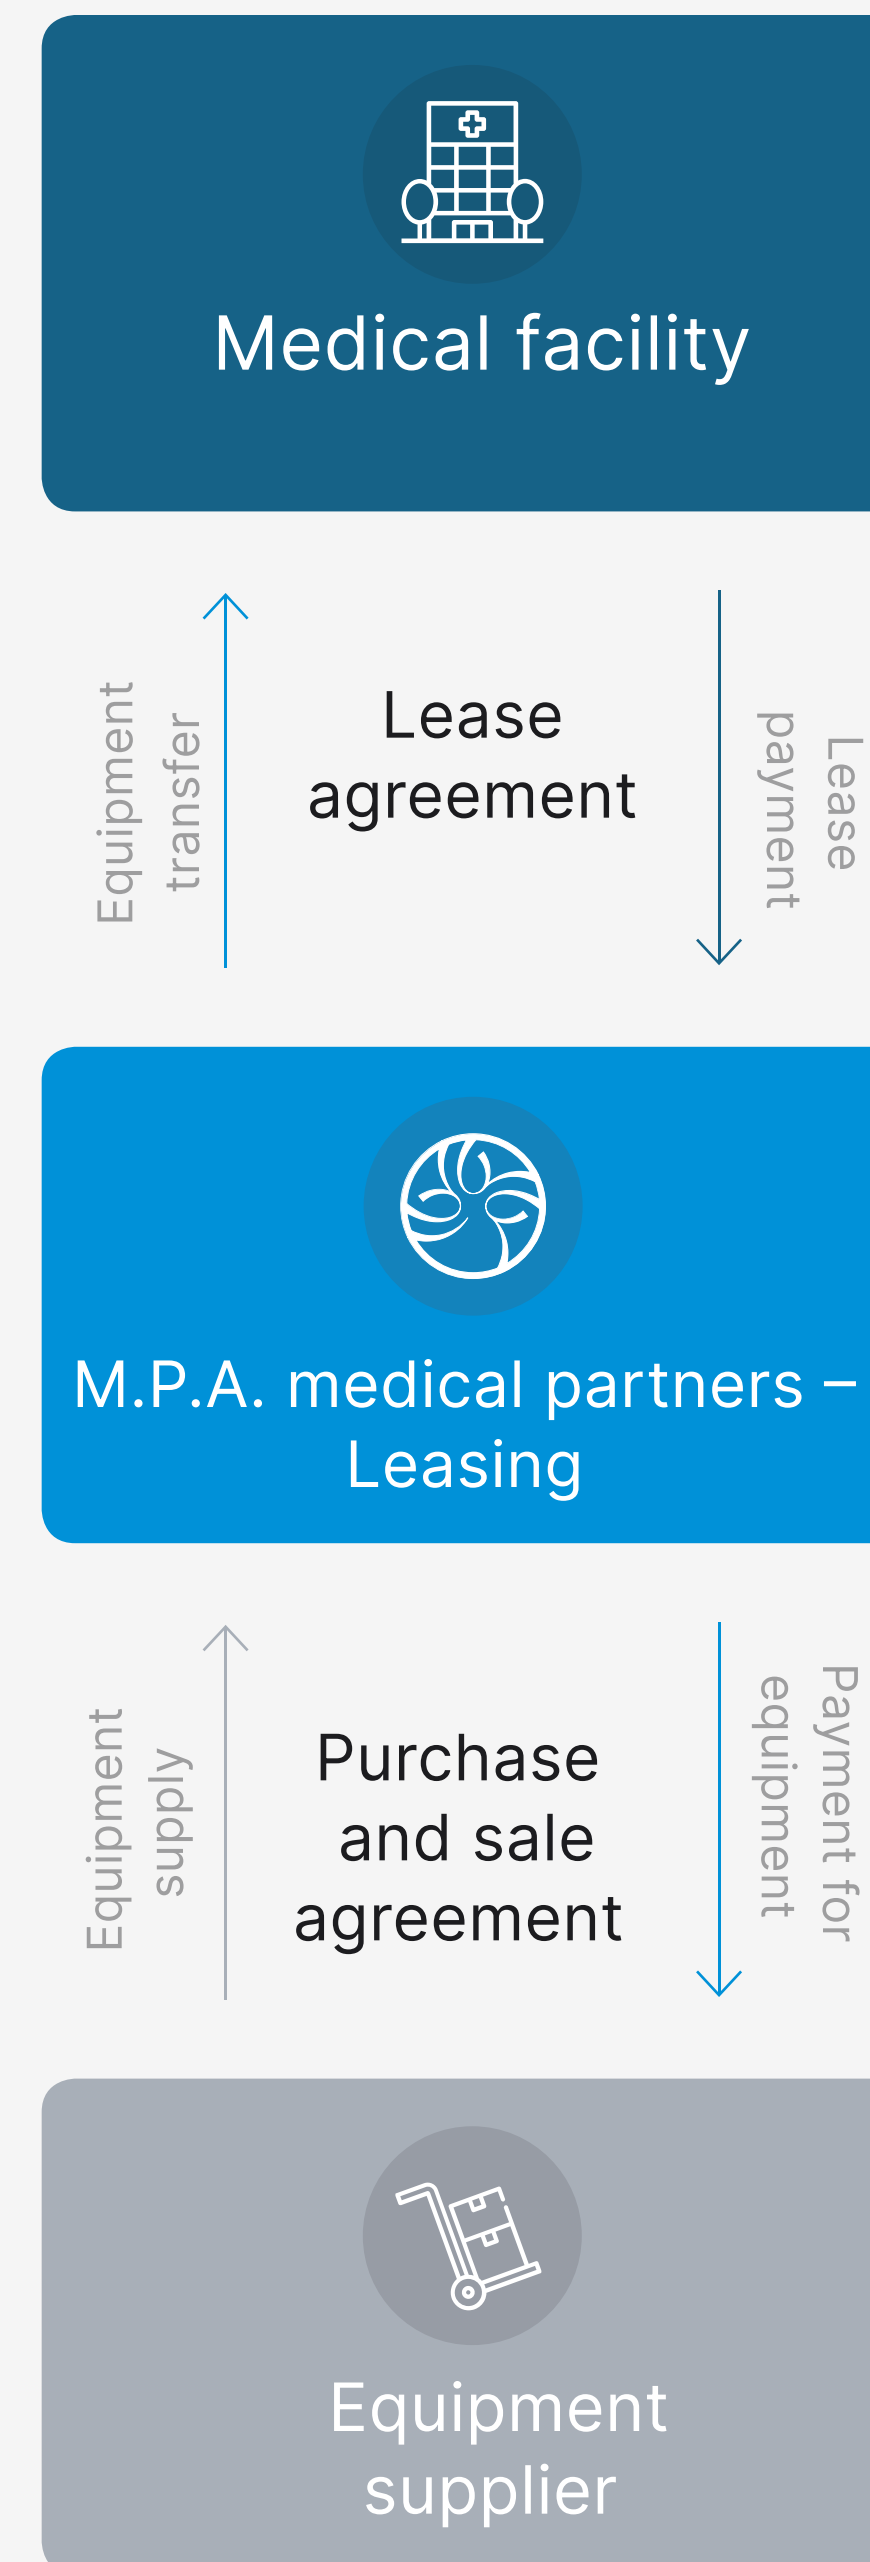 Medical facility
Equipment
transfer
Lease
agreement
Lease
payment
M.P.A. medical partners –
Leasing
Equipment
supply
Purchase
and sale
agreement
Payment for
equipment
Equipment
supplier